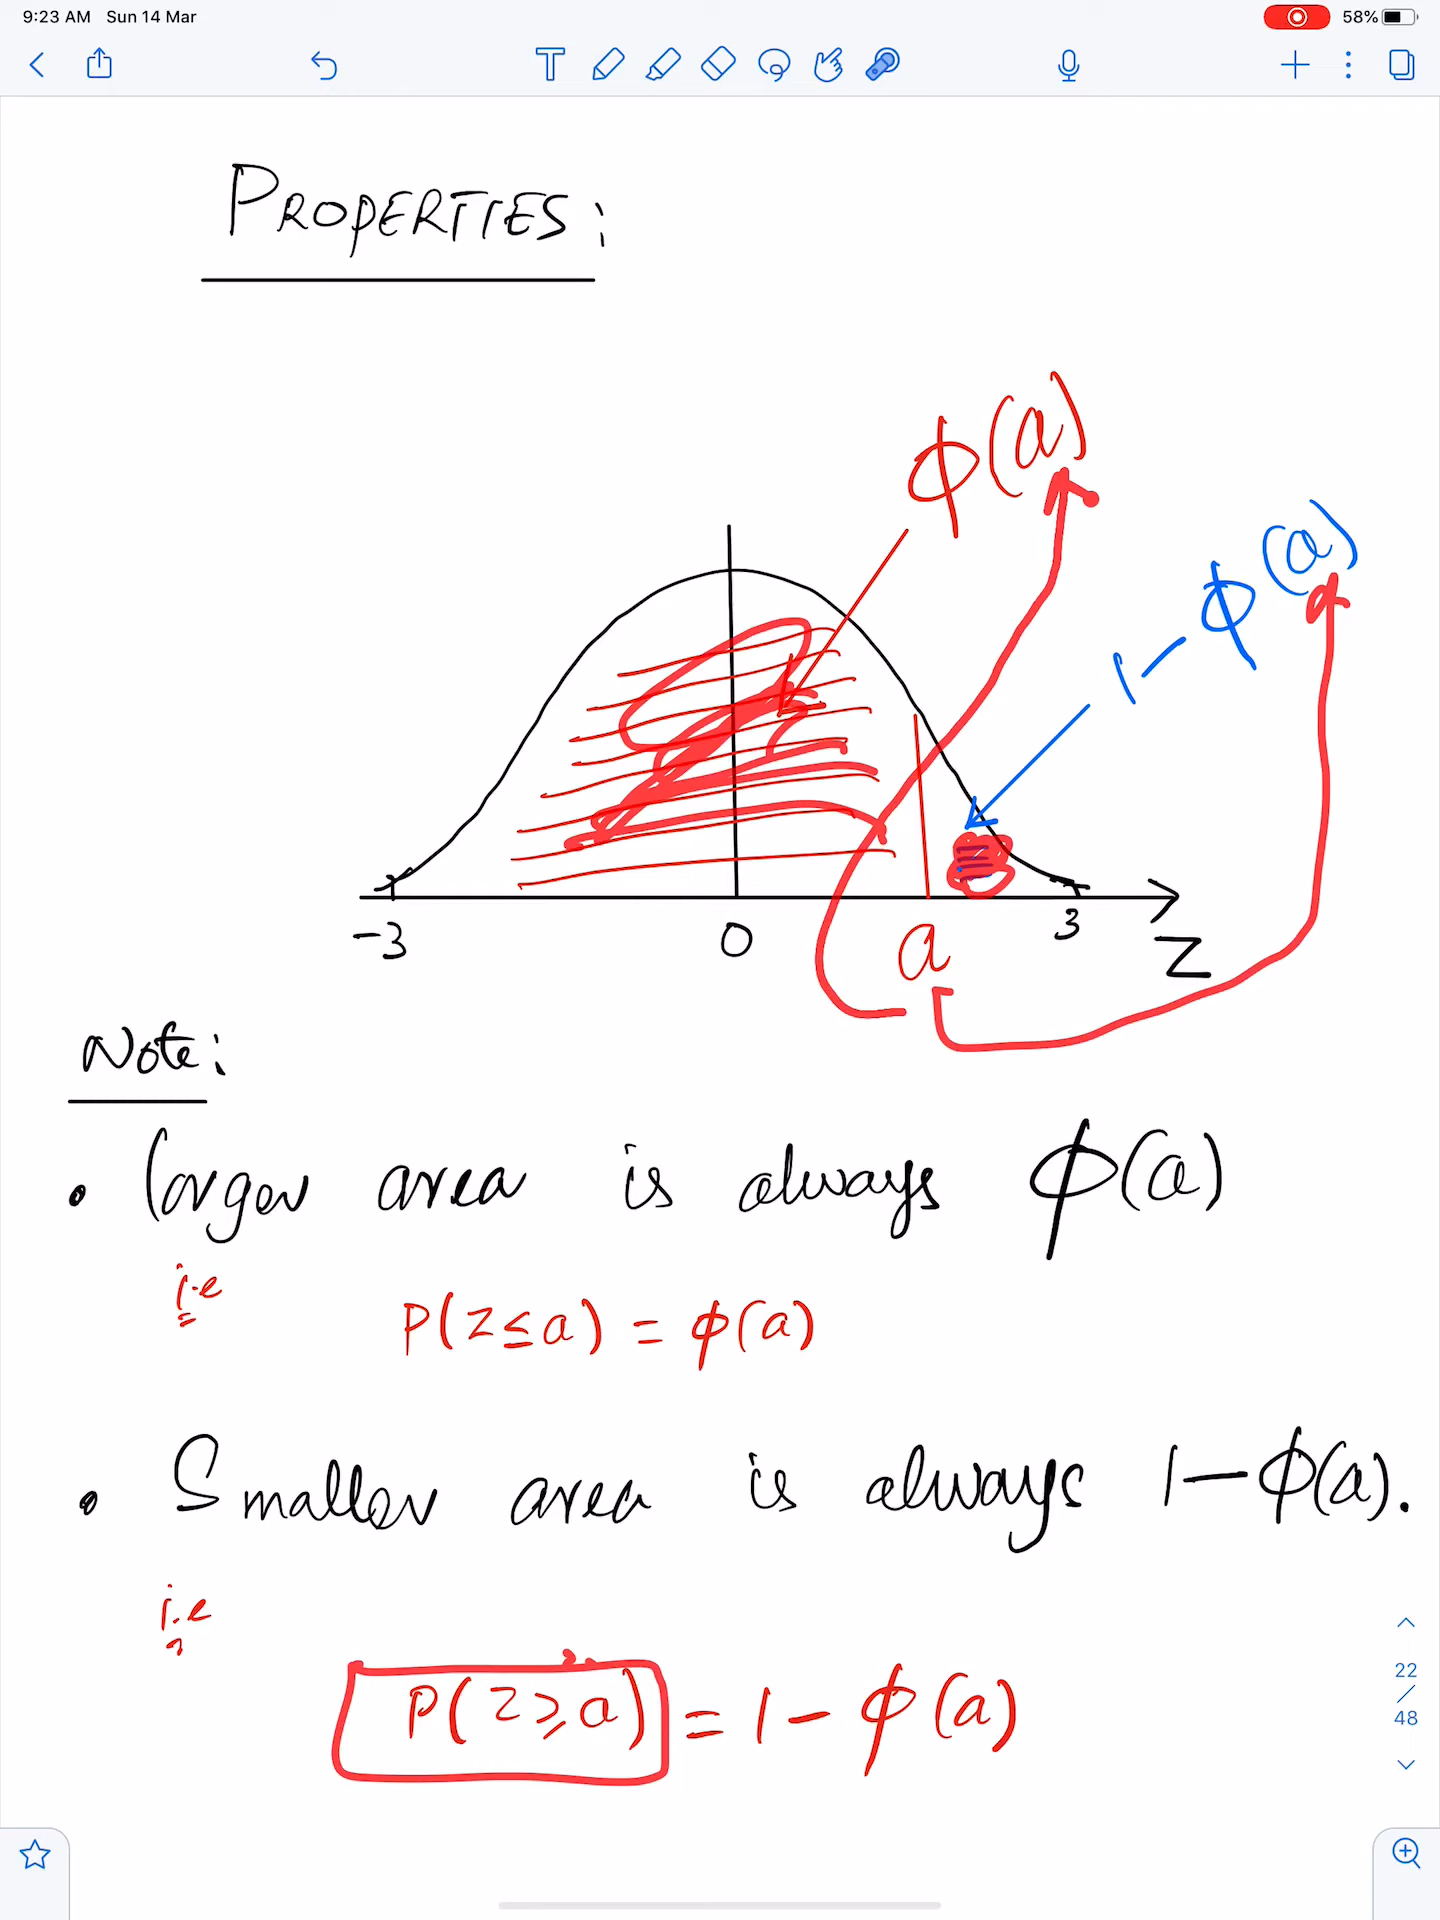 9:23 AM Sun 14 Mar
58%
PROPERTIES:
ϕ(a)
1-ϕ(a)
-3 0 a 3 Z
Note:
• larger area is always ϕ(a)
i.e
P(Z≤a) = ϕ(a)
• Smaller area is always 1-ϕ(a).
i.e
P(Z≥a) = 1-ϕ(a)
22
/
48